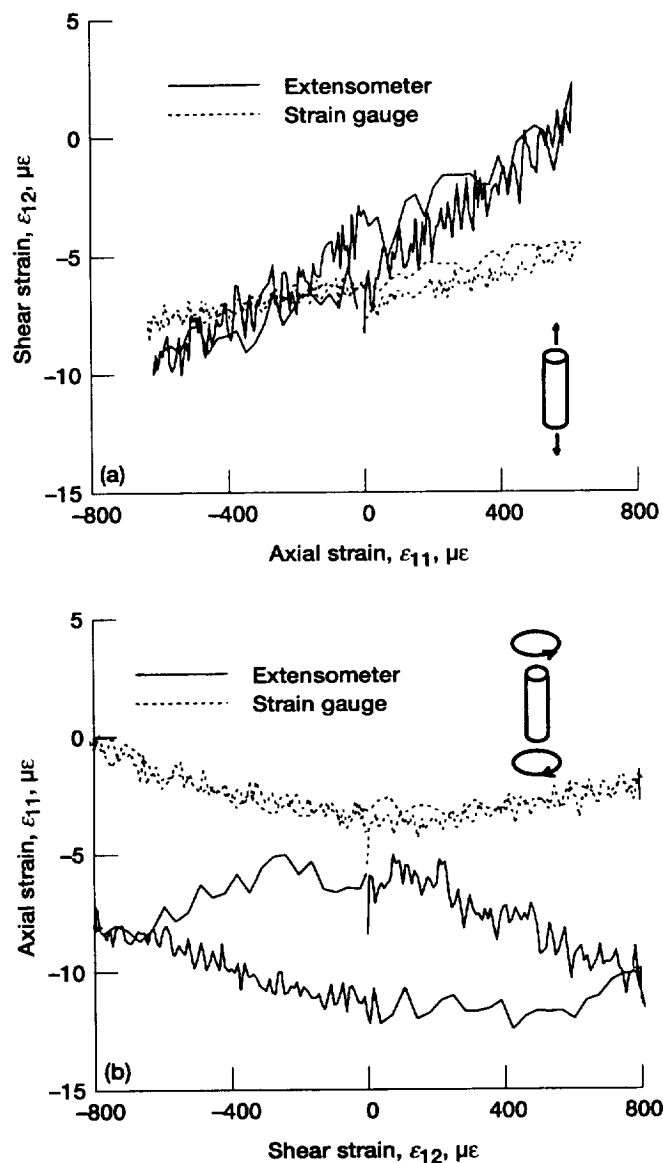 5
Extensometer
Strain gauge
0
Shear strain, ε12, με
−5
−10
(a)
−15
−800
−400
0
400
800
Axial strain, ε11, με
5
Extensometer
Strain gauge
0
Axial strain, ε11, με
−5
−10
(b)
−15
−800
−400
0
400
800
Shear strain, ε12, με